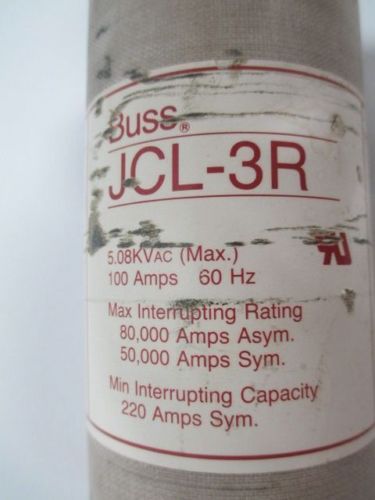 Buss®
JCL-3R
5.08KVAC (Max.)
100 Amps 60 Hz
Max Interrupting Rating
80,000 Amps Asym.
50,000 Amps Sym.
Min Interrupting Capacity
220 Amps Sym.